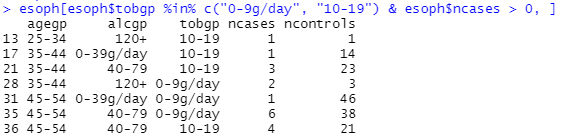 > esoph[esoph$tobgp %in% c("0-9g/day", "10-19") & esoph$ncases > 0, ]
   agegp     alcgp    tobgp ncases ncontrols
13 25-34      120+    10-19      1         1
17 35-44 0-39g/day    10-19      1        14
21 35-44     40-79    10-19      3        23
28 35-44      120+ 0-9g/day      2         3
31 45-54 0-39g/day 0-9g/day      1        46
35 45-54     40-79 0-9g/day      6        38
36 45-54     40-79    10-19      4        21